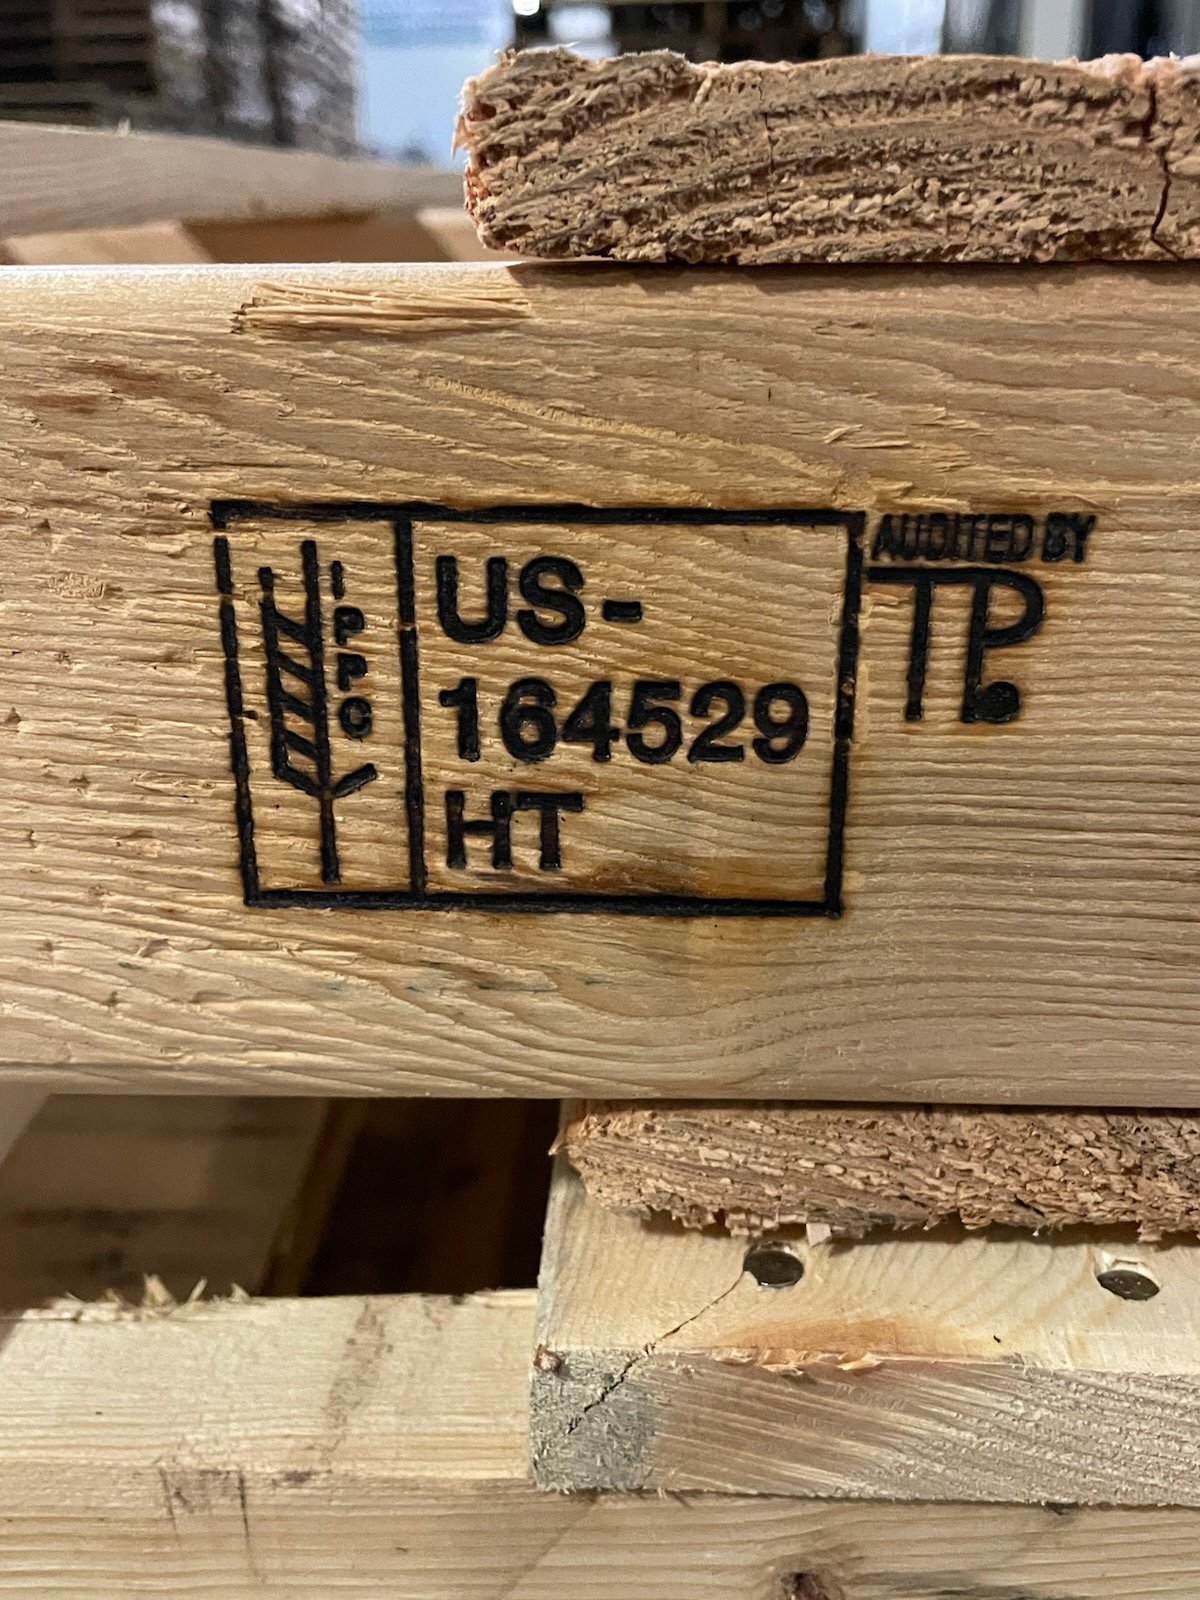 IPPC
US-
164529
HT
AUDITED BY
TP